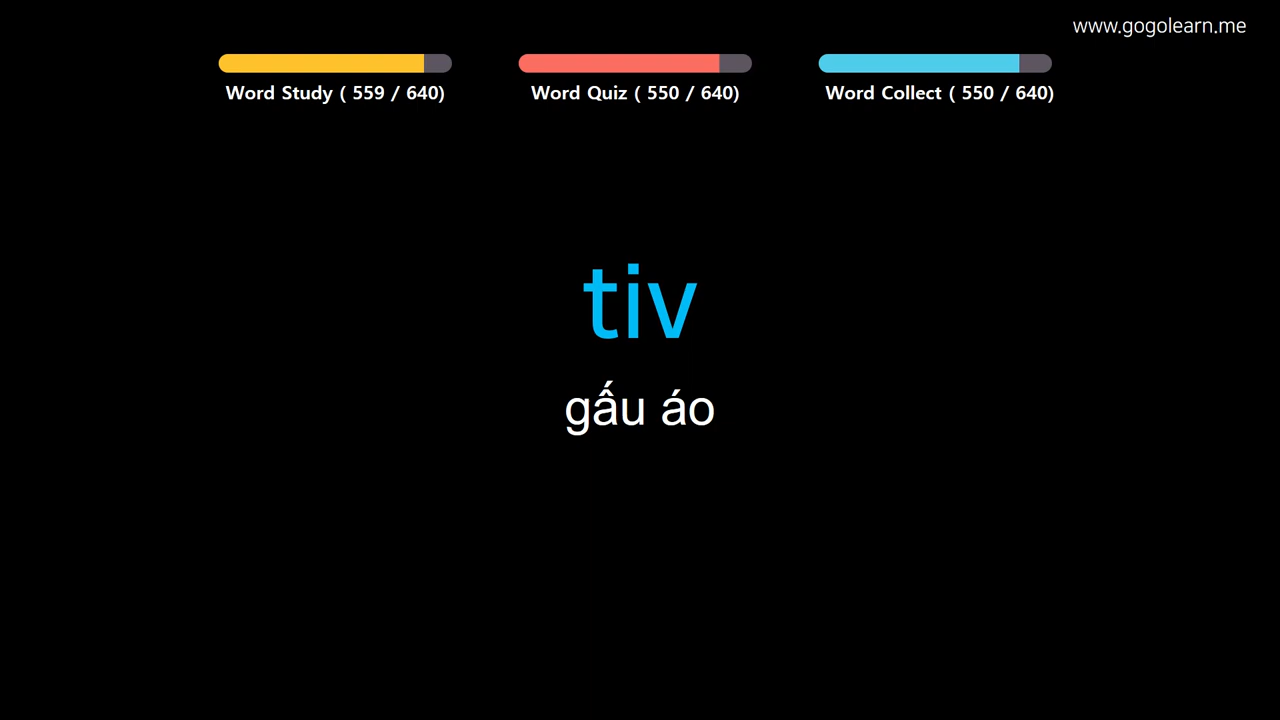 www.gogolearn.me
Word Study ( 559 / 640)
Word Quiz ( 550 / 640)
Word Collect ( 550 / 640)
tiv
gấu áo